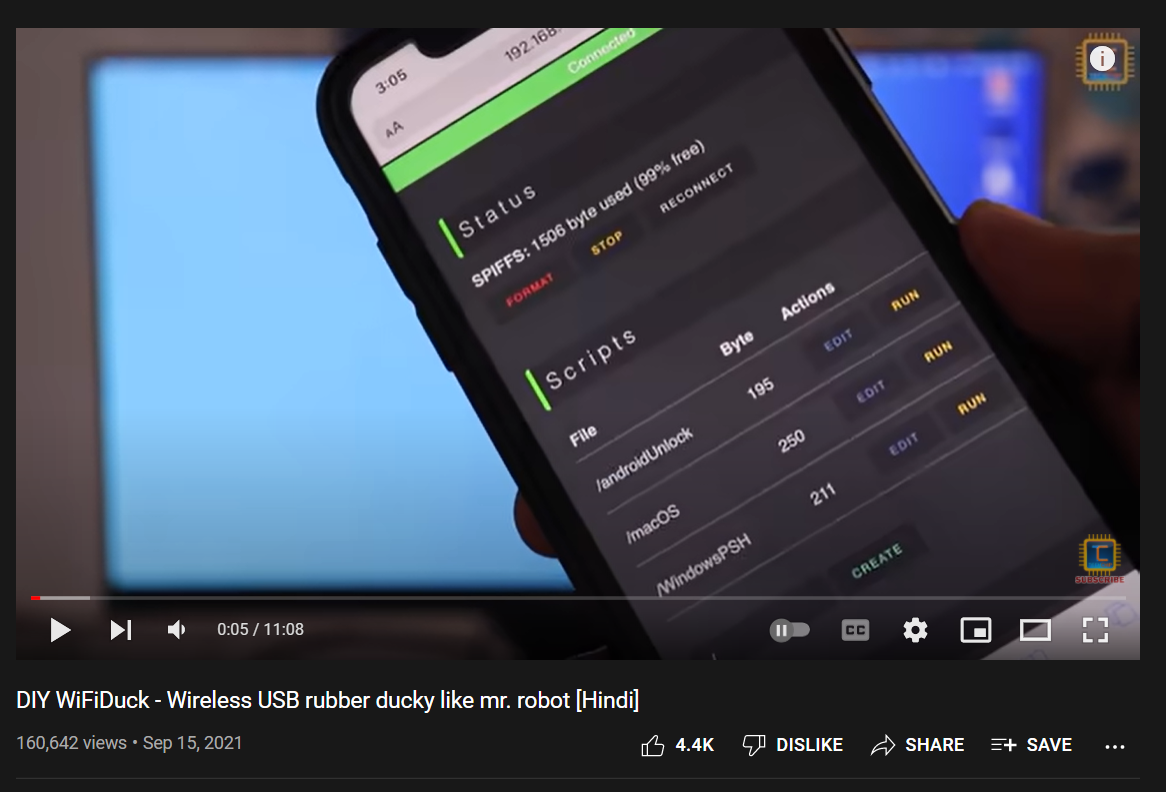 3:05
192.168.
AA
Connected
Status
SPIFFS: 1506 byte used (99% free)
FORMAT STOP RECONNECT
Scripts
File Byte Actions
/androidUnlock 195 EDIT RUN
/macOS 250 EDIT RUN
/WindowsPSH 211 EDIT RUN
CREATE
SUBSCRIBE
0:05 / 11:08
CC
DIY WiFiDuck - Wireless USB rubber ducky like mr. robot [Hindi]
160,642 views • Sep 15, 2021
4.4K DISLIKE SHARE SAVE ...